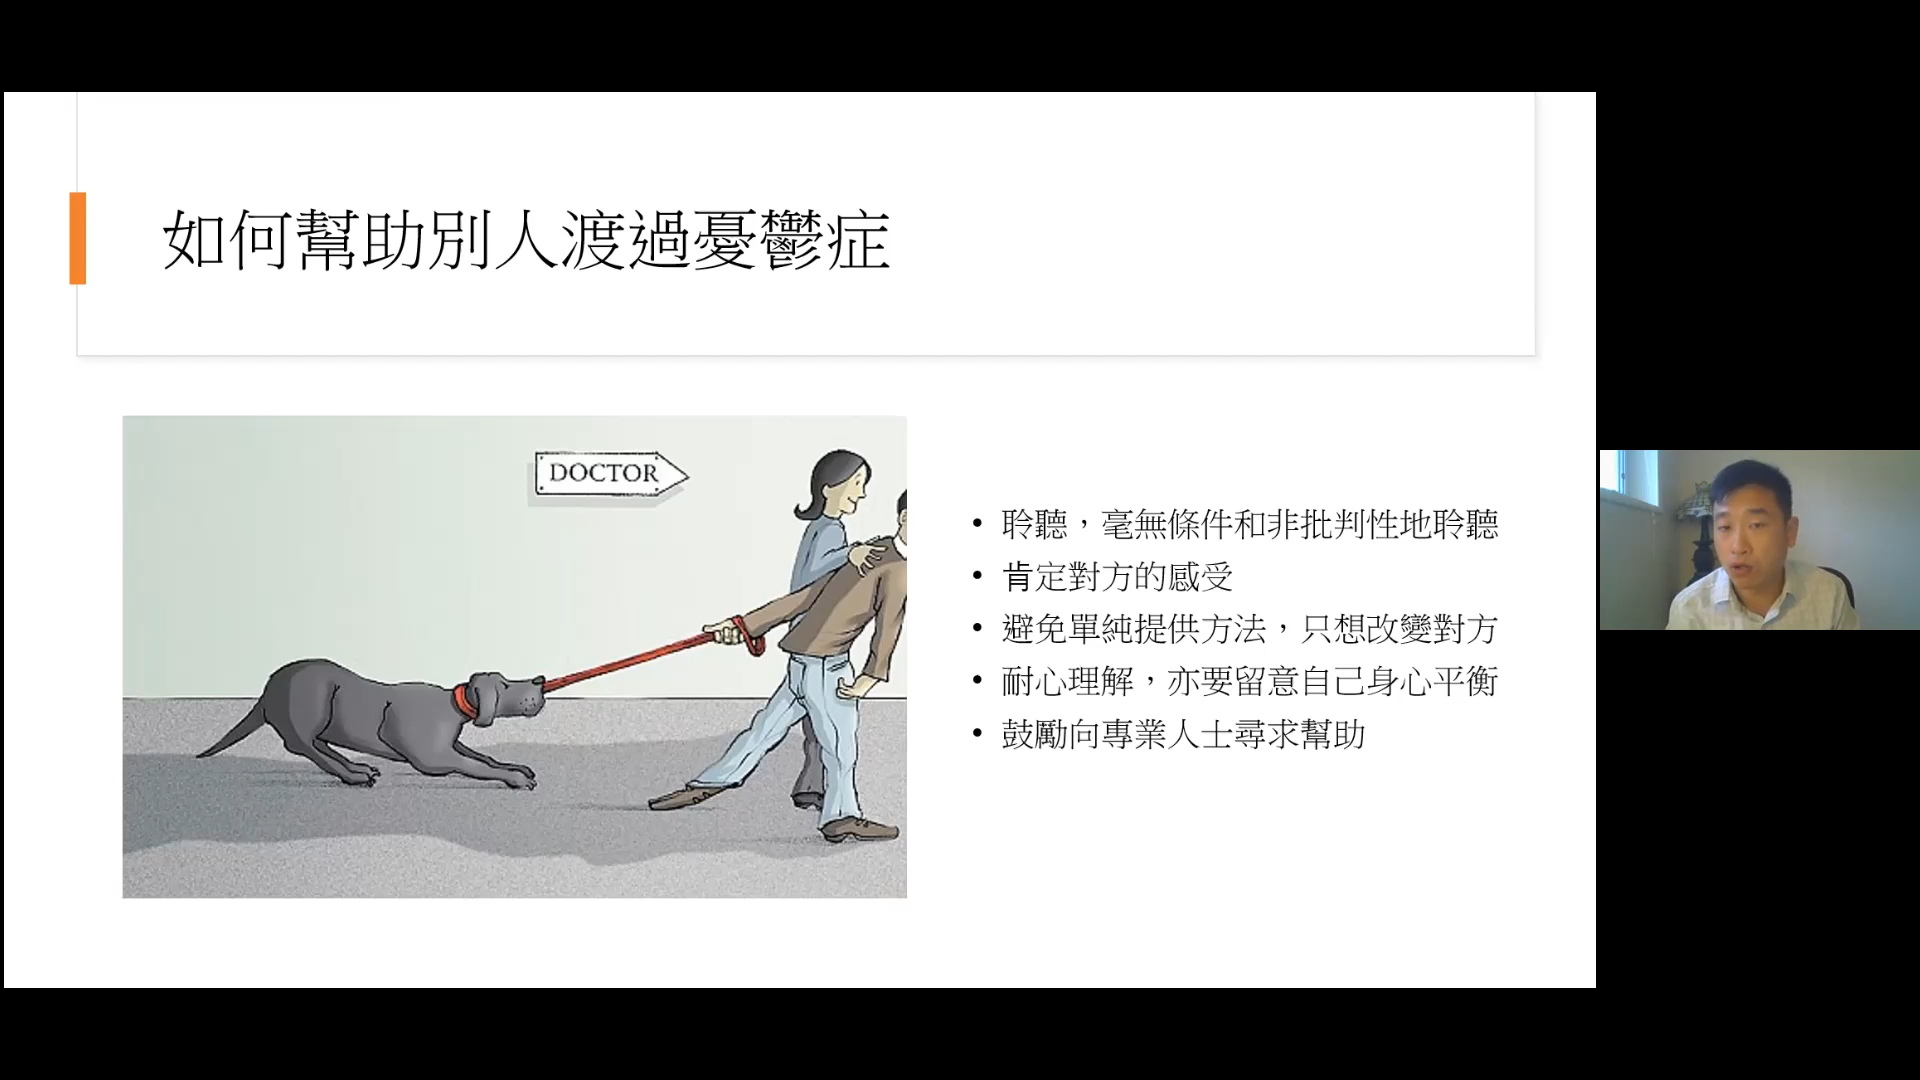 如何幫助別人渡過憂鬱症
DOCTOR
• 聆聽，毫無條件和非批判性地聆聽
• 肯定對方的感受
• 避免單純提供方法，只想改變對方
• 耐心理解，亦要留意自己身心平衡
• 鼓勵向專業人士尋求幫助